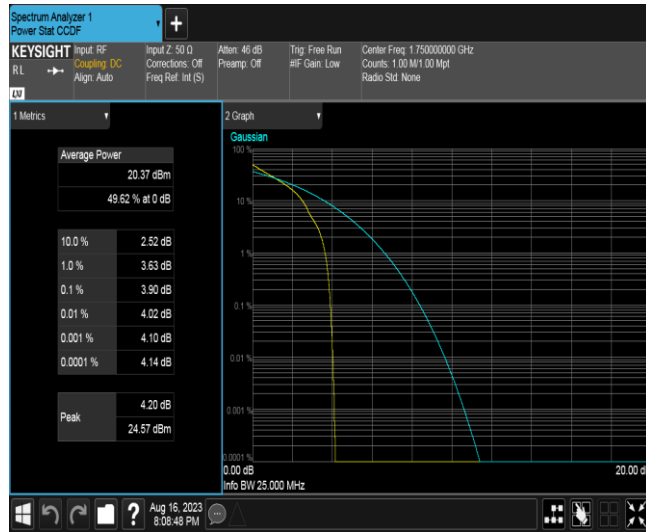 Spectrum Analyzer 1
Power Stat CCDF
+
KEYSIGHT
RL
LXI
Input: RF
Coupling: DC
Align: Auto
Input Z: 50 Ω
Corrections: Off
Freq Ref: Int (S)
Atten: 46 dB
Preamp: Off
Trig: Free Run
#IF Gain: Low
Center Freq: 1.750000000 GHz
Counts: 1.00 M/1.00 Mpt
Radio Std: None
1 Metrics
Average Power
20.37 dBm
49.62 % at 0 dB
10.0 % 2.52 dB
1.0 % 3.63 dB
0.1 % 3.90 dB
0.01 % 4.02 dB
0.001 % 4.10 dB
0.0001 % 4.14 dB
Peak
4.20 dB
24.57 dBm
2 Graph
Gaussian
100 %
10 %
1 %
0.1 %
0.01 %
0.001 %
0.0001 %
0.00 dB
20.00 d
Info BW 25.000 MHz
?
Aug 16, 2023
8:08:48 PM